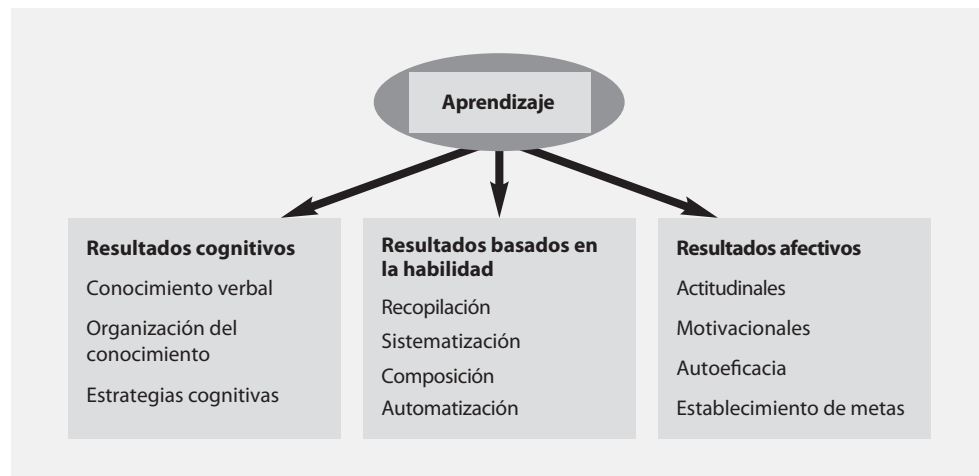 Aprendizaje
Resultados cognitivos
Conocimiento verbal
Organización del
conocimiento
Estrategias cognitivas
Resultados basados en
la habilidad
Recopilación
Sistematización
Composición
Automatización
Resultados afectivos
Actitudinales
Motivacionales
Autoeficacia
Establecimiento de metas